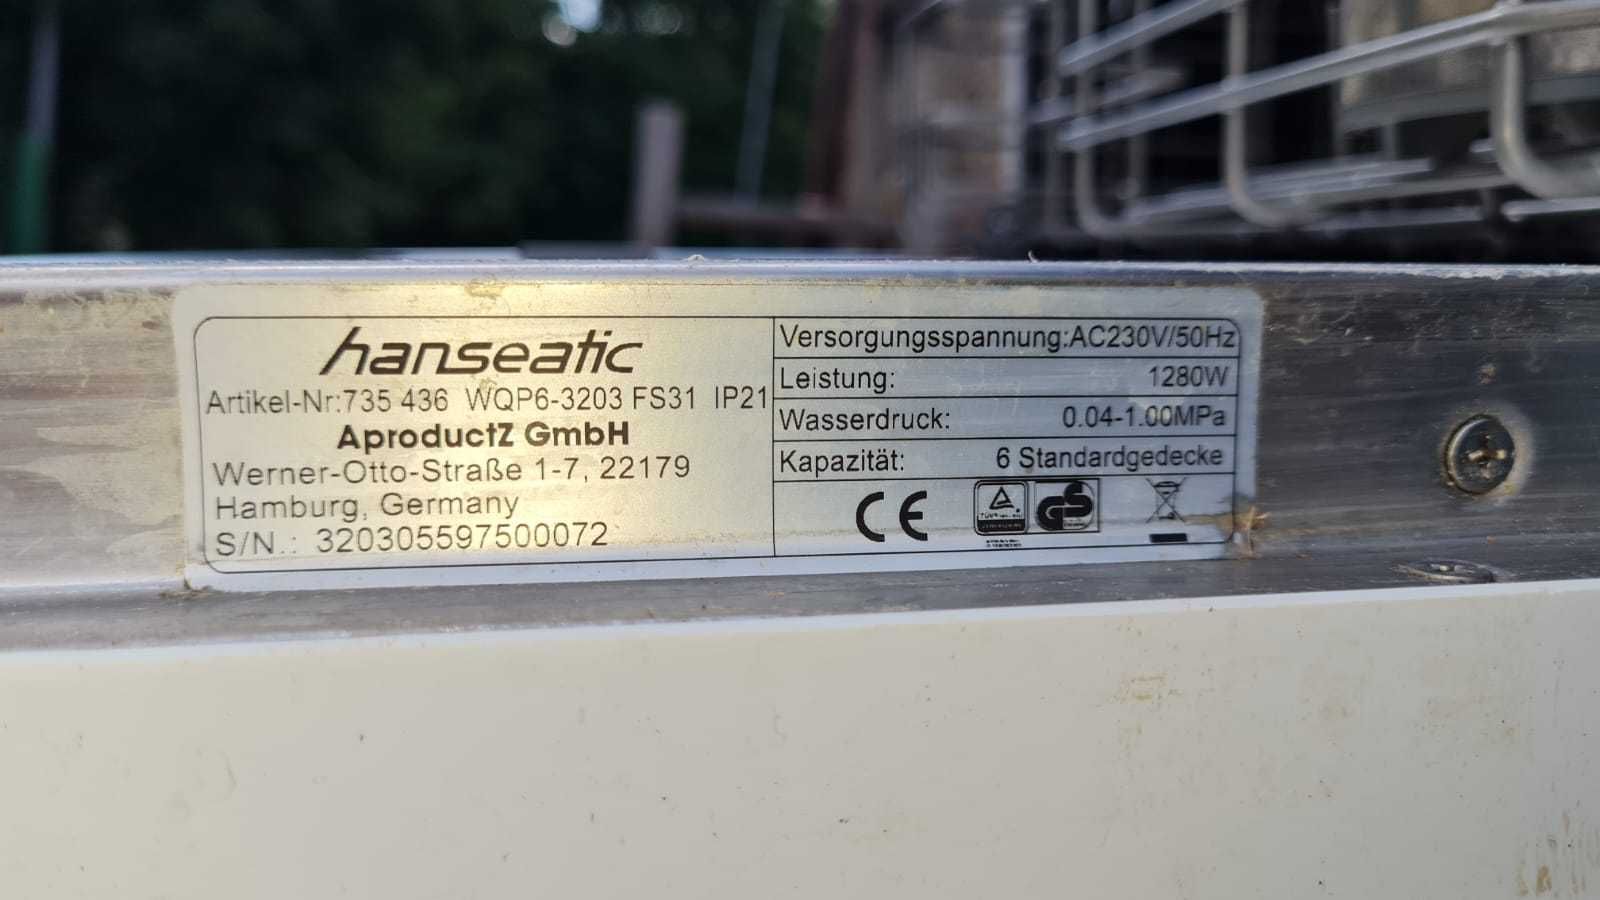 hanseatic
Artikel-Nr:735 436 WQP6-3203 FS31 IP21
AproductZ GmbH
Werner-Otto-Straße 1-7, 22179
Hamburg, Germany
S/N.: 320305597500072
Versorgungsspannung:AC230V/50Hz
Leistung: 1280W
Wasserdruck: 0.04-1.00MPa
Kapazität: 6 Standardgedecke
CE
GS